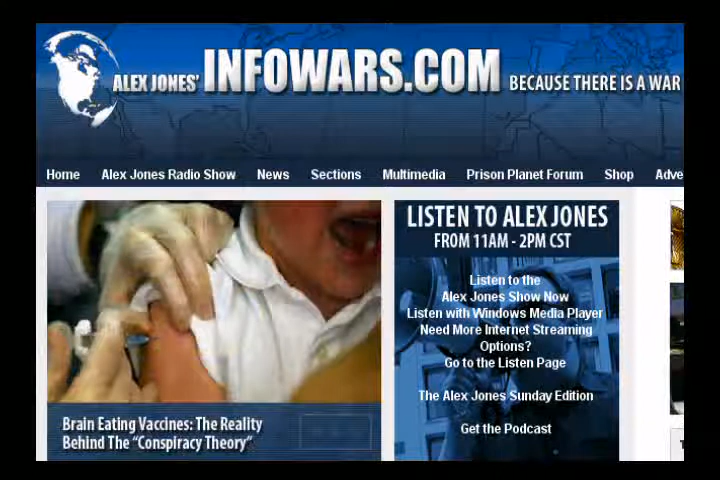 ALEX JONES' INFOWARS.COM BECAUSE THERE IS A WAR
Home Alex Jones Radio Show News Sections Multimedia Prison Planet Forum Shop Adve
LISTEN TO ALEX JONES
FROM 11AM - 2PM CST
Listen to the
Alex Jones Show Now
Listen with Windows Media Player
Need More Internet Streaming
Options?
Go to the Listen Page
The Alex Jones Sunday Edition
Get the Podcast
Brain Eating Vaccines: The Reality
Behind The "Conspiracy Theory"